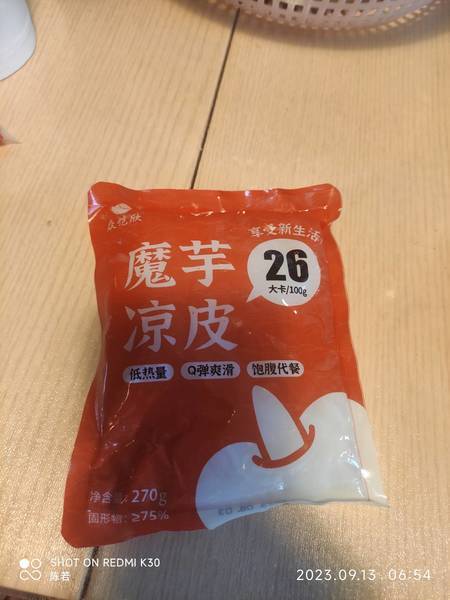 享受新生活
魔芋
凉皮
26
大卡/100g
低热量
Q弹爽滑
饱腹代餐
净含量: 270g
固形物: ≥75%
SHOT ON REDMI K30
陈若
2023.09.13 06:54